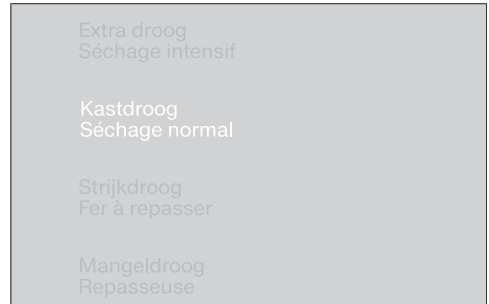 Extra droog
Séchage intensif
Kastdroog
Séchage normal
Strijkdroog
Fer à repasser
Mangeldroog
Repasseuse